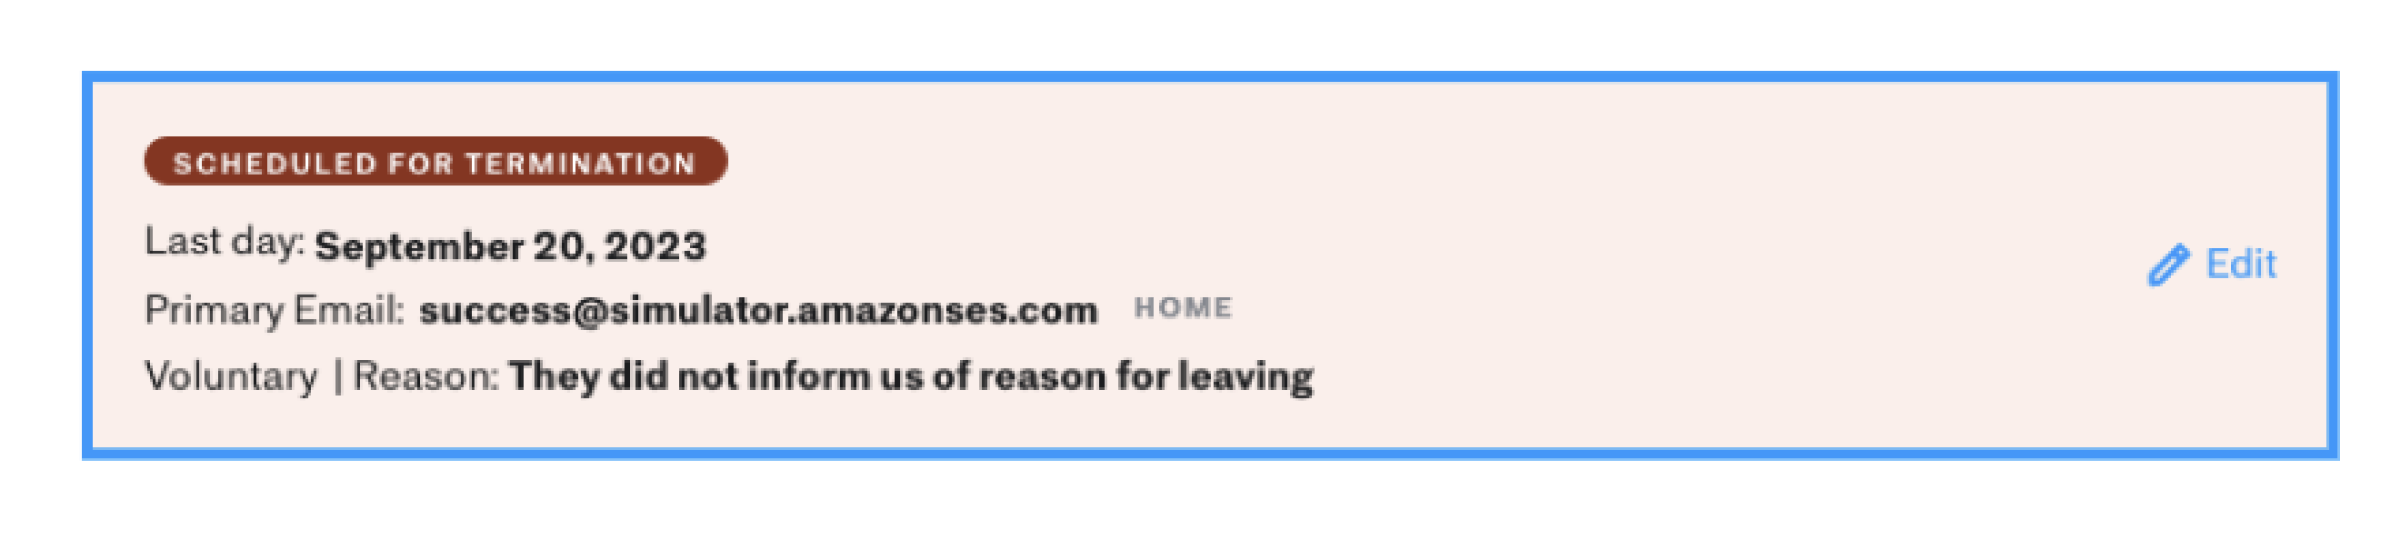 SCHEDULED FOR TERMINATION
Last day: September 20, 2023
Edit
Primary Email: success@simulator.amazonses.com HOME
Voluntary | Reason: They did not inform us of reason for leaving